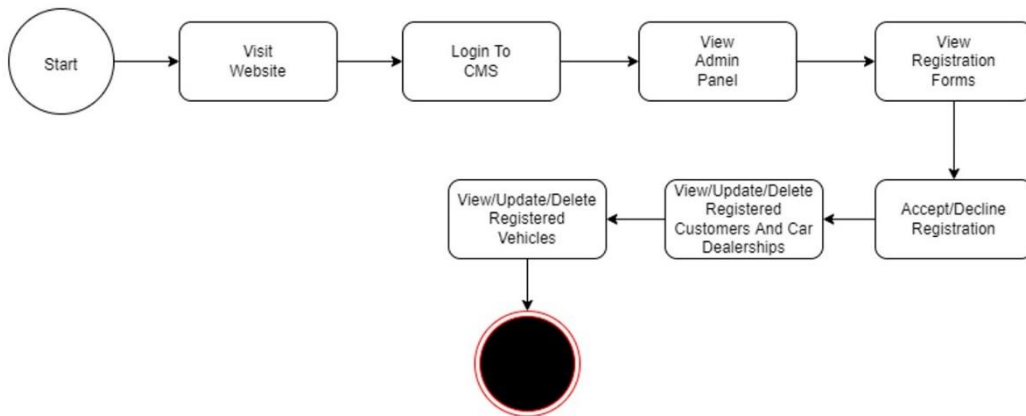 Start
Visit
Website
Login To
CMS
View
Admin
Panel
View
Registration
Forms
Accept/Decline
Registration
View/Update/Delete
Registered
Customers And Car
Dealerships
View/Update/Delete
Registered
Vehicles